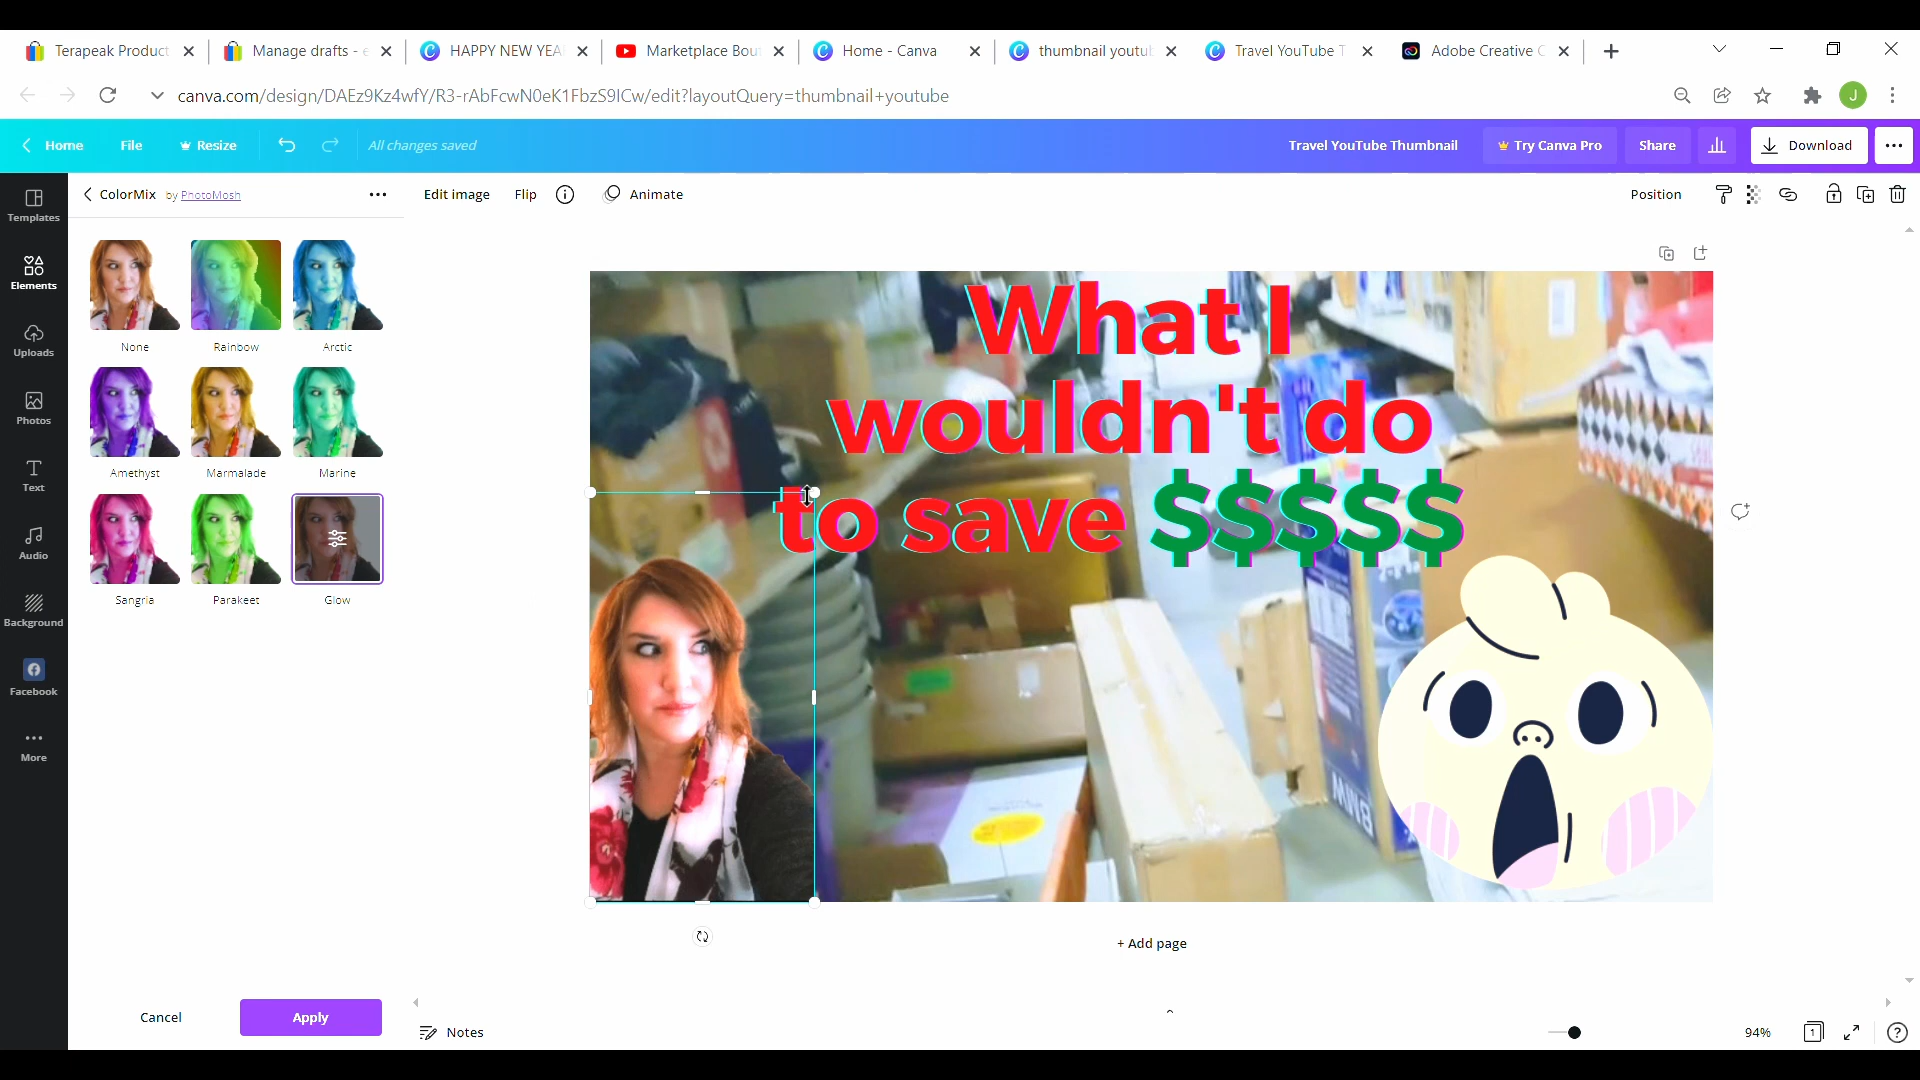 Terapeak Product
Manage drafts - e
HAPPY NEW YEA
Marketplace Bou
Home - Canva
thumbnail youtu
Travel YouTube T
Adobe Creative C
canva.com/design/DAEz9Kz4wfY/R3-rAbFcwN0eK1FbzS9ICw/edit?layoutQuery=thumbnail+youtube
J
Home
File
Resize
All changes saved
Travel YouTube Thumbnail
Try Canva Pro
Share
Download
Templates
Elements
Uploads
Photos
Text
Audio
Background
Facebook
More
ColorMix by PhotoMosh
Edit image
Flip
Animate
Position
None
Rainbow
Arctic
Amethyst
Marmalade
Marine
Sangria
Parakeet
Glow
What I
wouldn't do
to save $$$$$
BMW
+ Add page
Cancel
Apply
Notes
94%
1
?